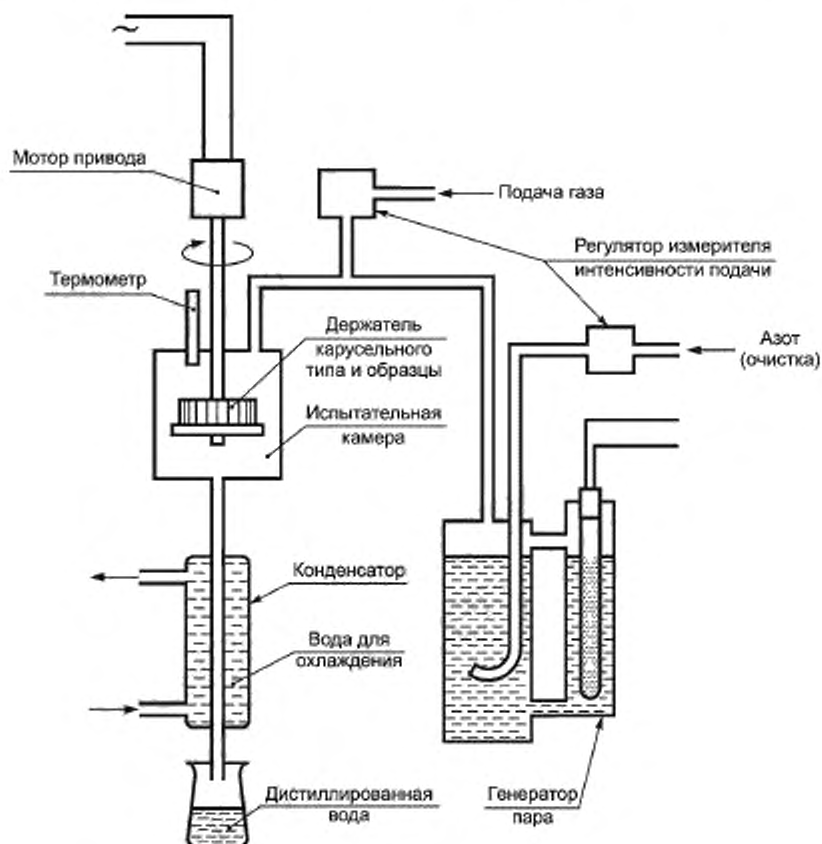 ~
Мотор привода
Подача газа
Регулятор измерителя
интенсивности подачи
Термометр
Держатель
карусельного
типа и образцы
Азот
(очистка)
Испытательная
камера
Конденсатор
Вода для
охлаждения
Дистиллированная
вода
Генератор
пара